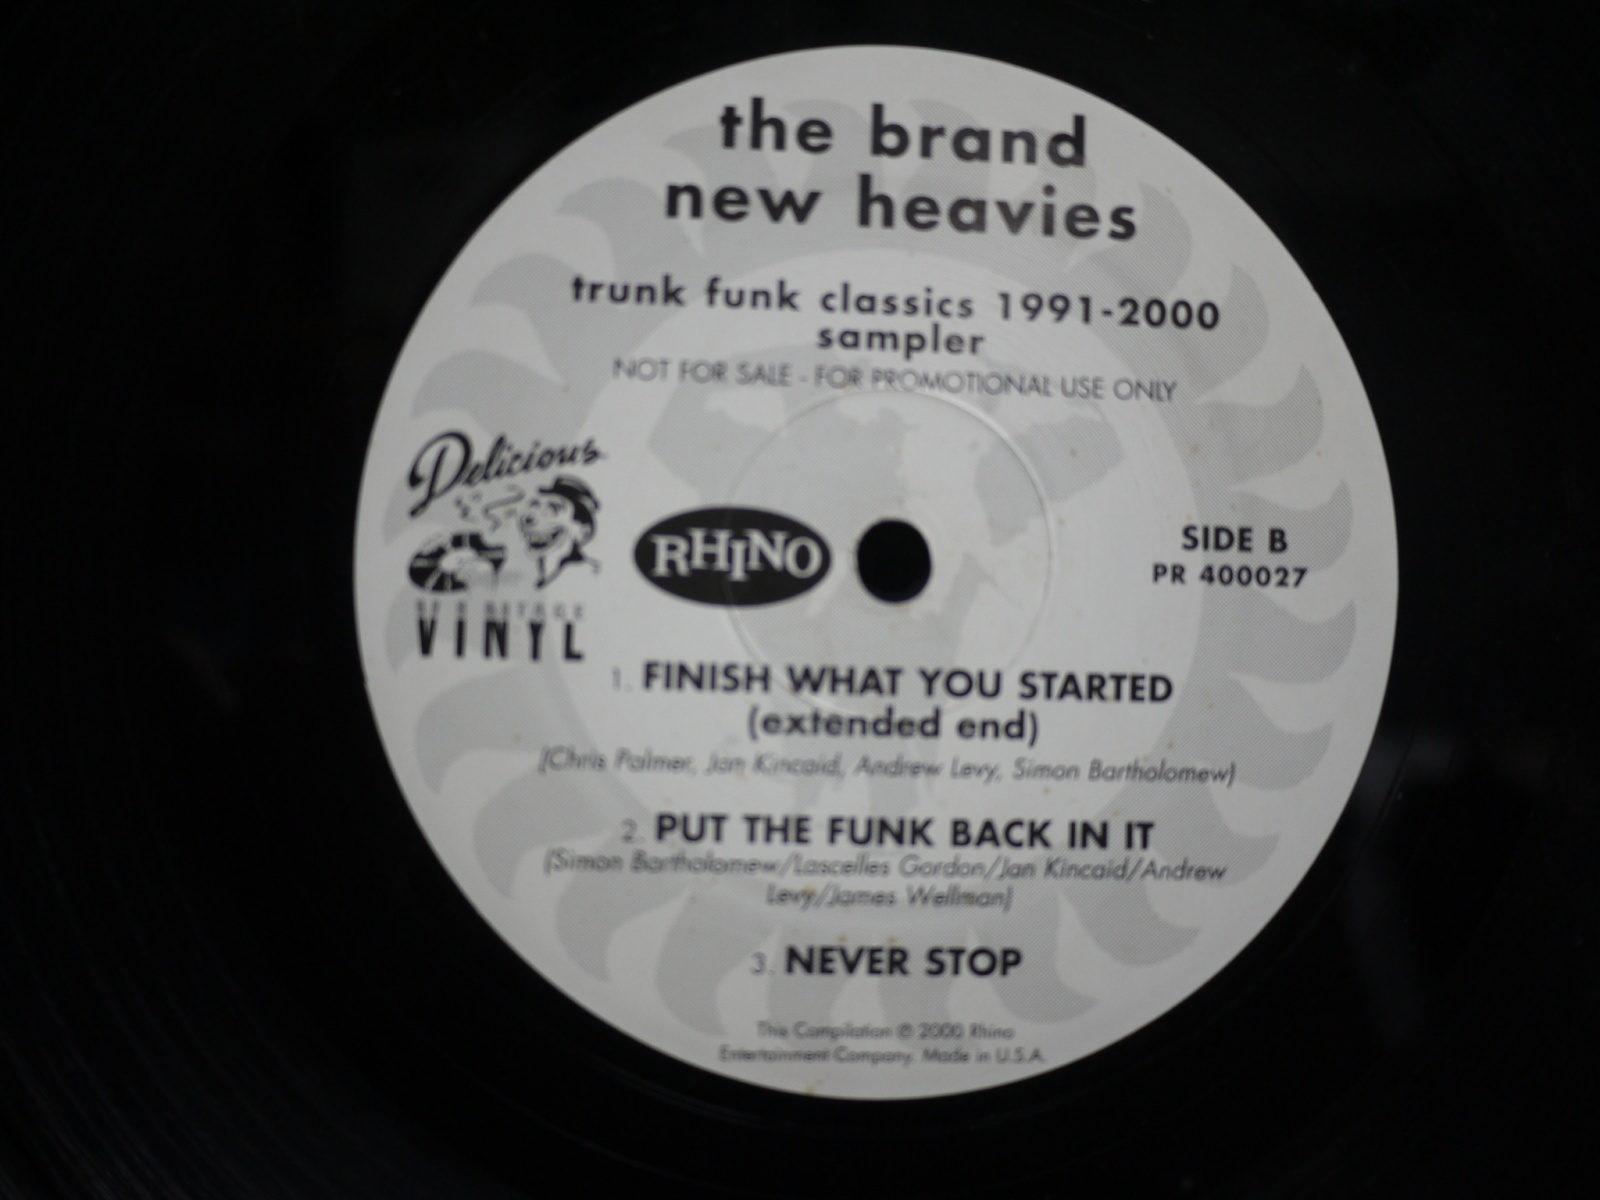 the brand
new heavies
trunk funk classics 1991-2000
sampler
NOT FOR SALE - FOR PROMOTIONAL USE ONLY
Delicious
VINYL
RHINO
SIDE B
PR 400027
1. FINISH WHAT YOU STARTED
(extended end)
(Chris Palmer, Jan Kincaid, Andrew Levy, Simon Bartholomew)
2. PUT THE FUNK BACK IN IT
(Simon Bartholomew/Lascelles Gordon/Jan Kincaid/Andrew
Levy/James Wellman)
3. NEVER STOP
This Compilation ℗ 2000 Rhino
Entertainment Company. Made in U.S.A.